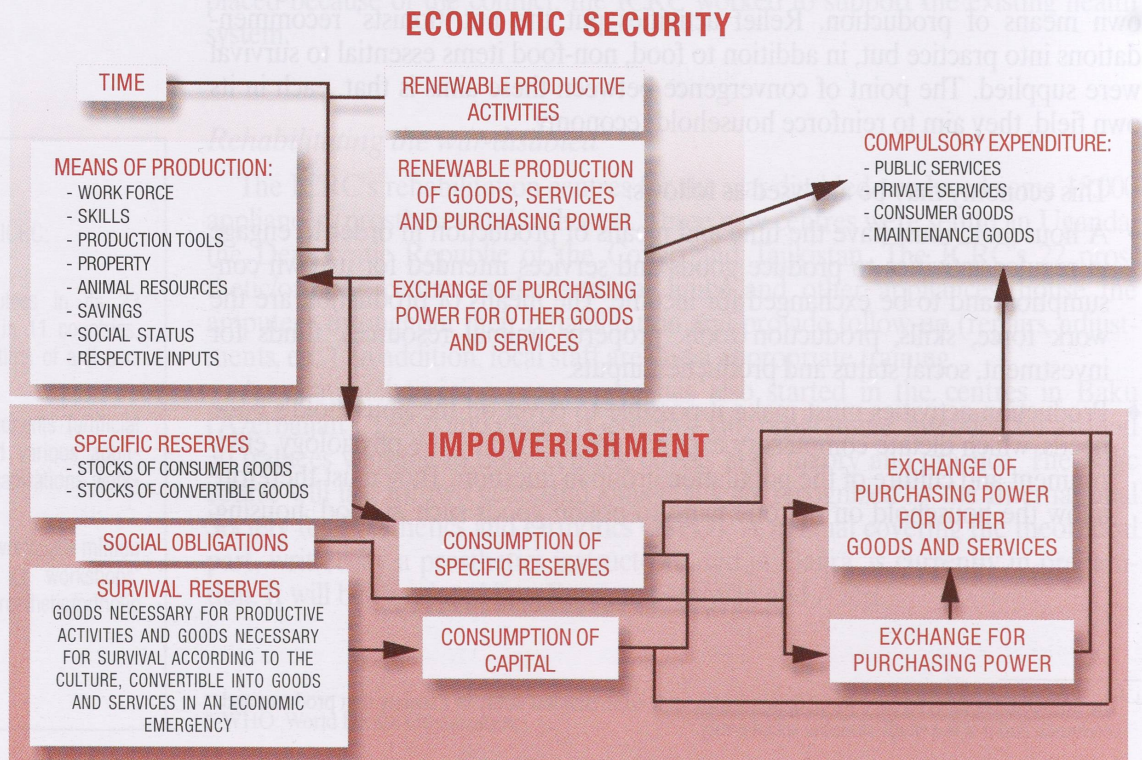 ECONOMIC SECURITY
TIME
RENEWABLE PRODUCTIVE
ACTIVITIES
MEANS OF PRODUCTION:
- WORK FORCE
- SKILLS
- PRODUCTION TOOLS
- PROPERTY
- ANIMAL RESOURCES
- SAVINGS
- SOCIAL STATUS
- RESPECTIVE INPUTS
RENEWABLE PRODUCTION
OF GOODS, SERVICES
AND PURCHASING POWER
EXCHANGE OF PURCHASING
POWER FOR OTHER GOODS
AND SERVICES
COMPULSORY EXPENDITURE:
- PUBLIC SERVICES
- PRIVATE SERVICES
- CONSUMER GOODS
- MAINTENANCE GOODS
IMPOVERISHMENT
SPECIFIC RESERVES
- STOCKS OF CONSUMER GOODS
- STOCKS OF CONVERTIBLE GOODS
SOCIAL OBLIGATIONS
SURVIVAL RESERVES
GOODS NECESSARY FOR PRODUCTIVE
ACTIVITIES AND GOODS NECESSARY
FOR SURVIVAL ACCORDING TO THE
CULTURE, CONVERTIBLE INTO GOODS
AND SERVICES IN AN ECONOMIC
EMERGENCY
CONSUMPTION OF
SPECIFIC RESERVES
CONSUMPTION OF
CAPITAL
EXCHANGE OF
PURCHASING POWER
FOR OTHER
GOODS AND SERVICES
EXCHANGE FOR
PURCHASING POWER